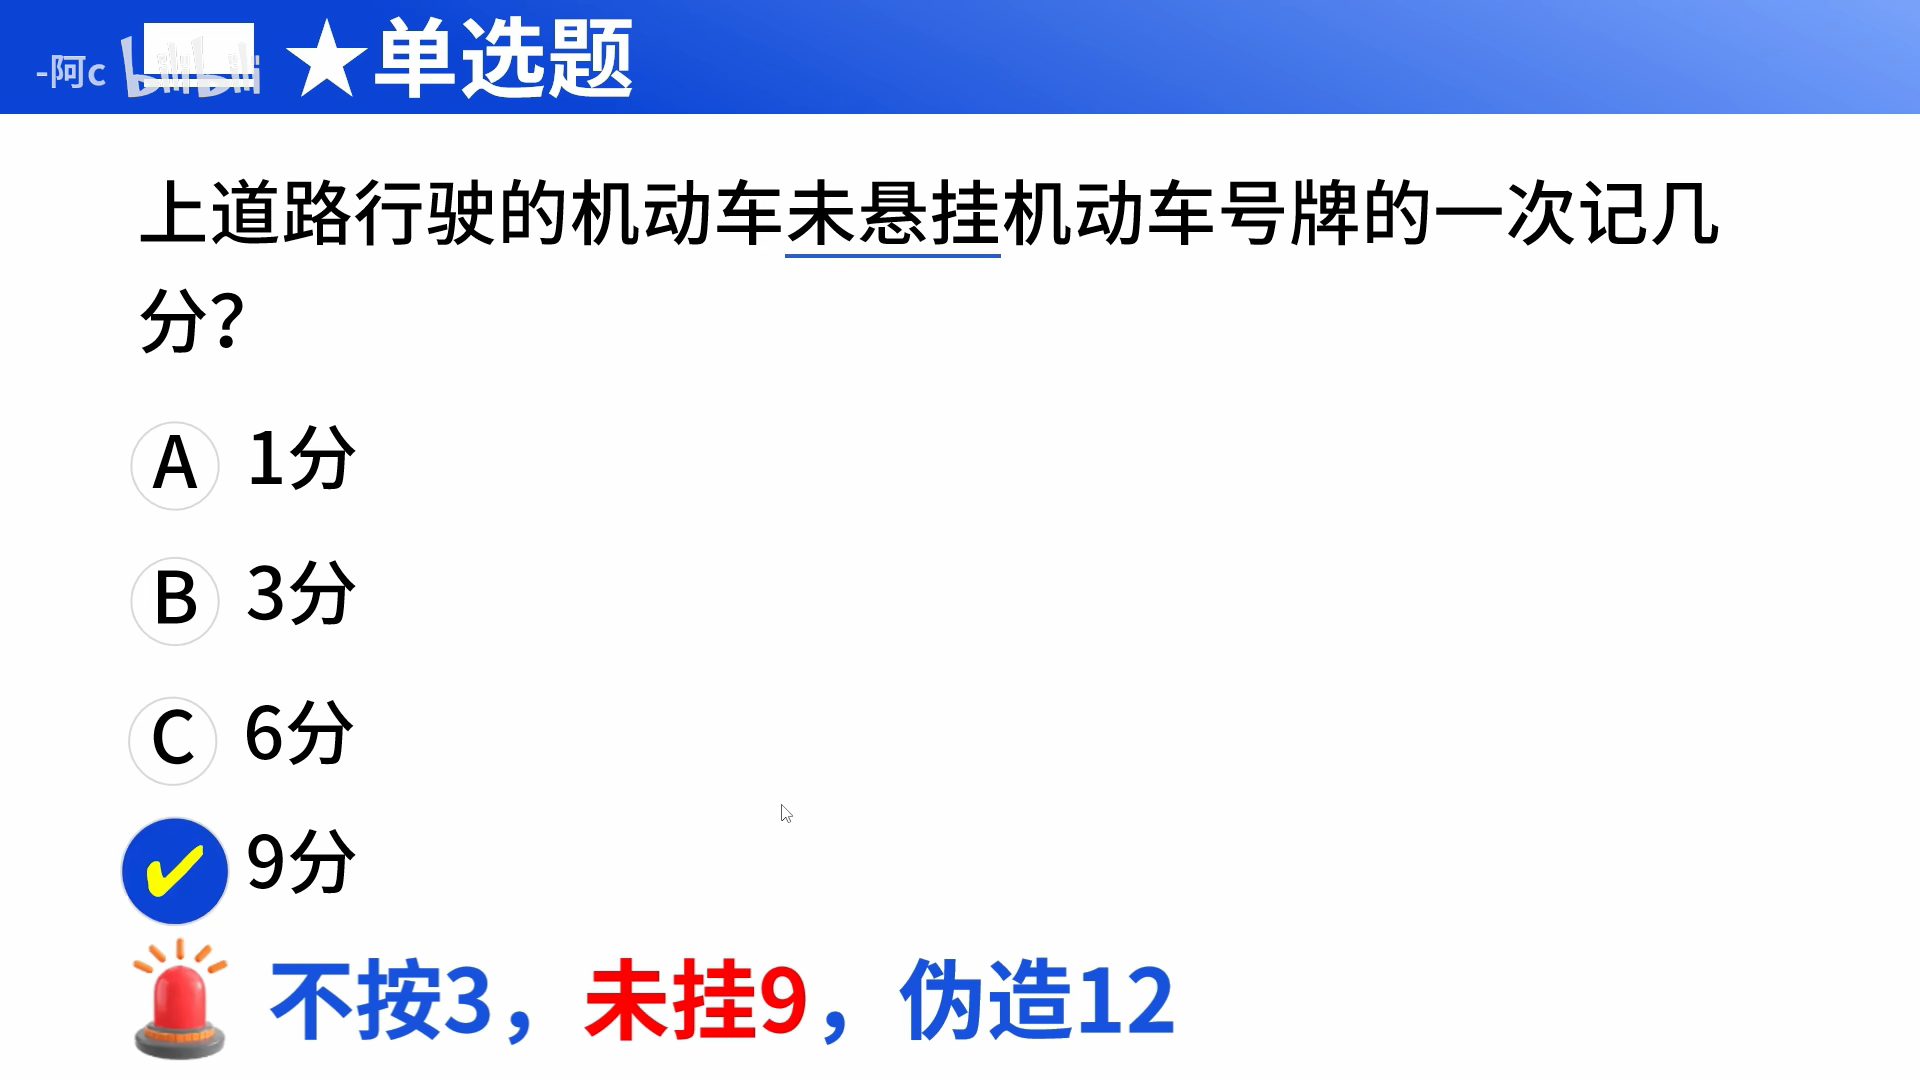 -阿c bilibili ★单选题
上道路行驶的机动车未悬挂机动车号牌的一次记几
分？
A 1分
B 3分
C 6分
9分
不按3，未挂9，伪造12